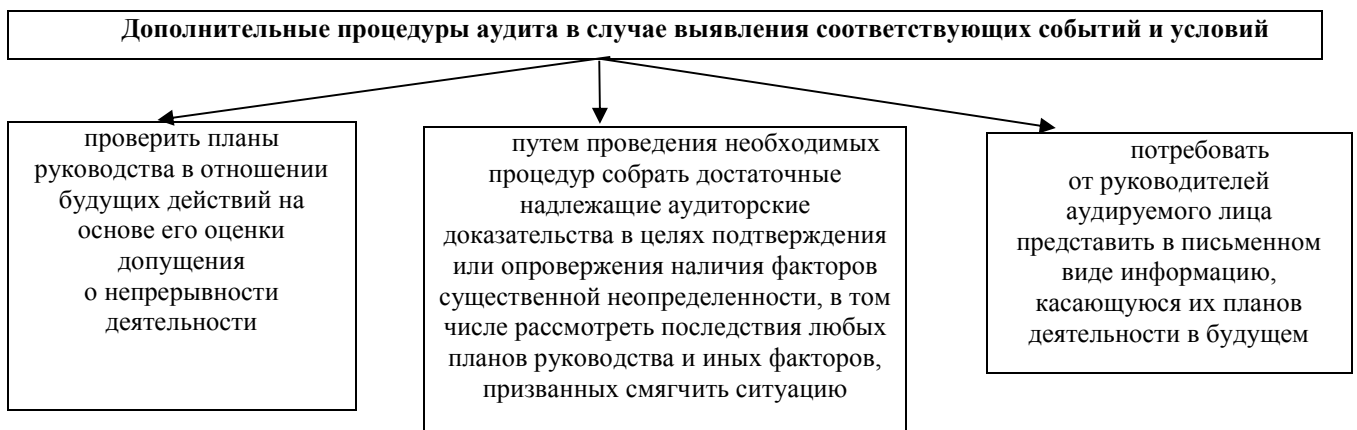 Дополнительные процедуры аудита в случае выявления соответствующих событий и условий
проверить планы
руководства в отношении
будущих действий на
основе его оценки
допущения
о непрерывности
деятельности
путем проведения необходимых
процедур собрать достаточные
надлежащие аудиторские
доказательства в целях подтверждения
или опровержения наличия факторов
существенной неопределенности, в том
числе рассмотреть последствия любых
планов руководства и иных факторов,
призванных смягчить ситуацию
потребовать
от руководителей
аудируемого лица
представить в письменном
виде информацию,
касающуюся их планов
деятельности в будущем